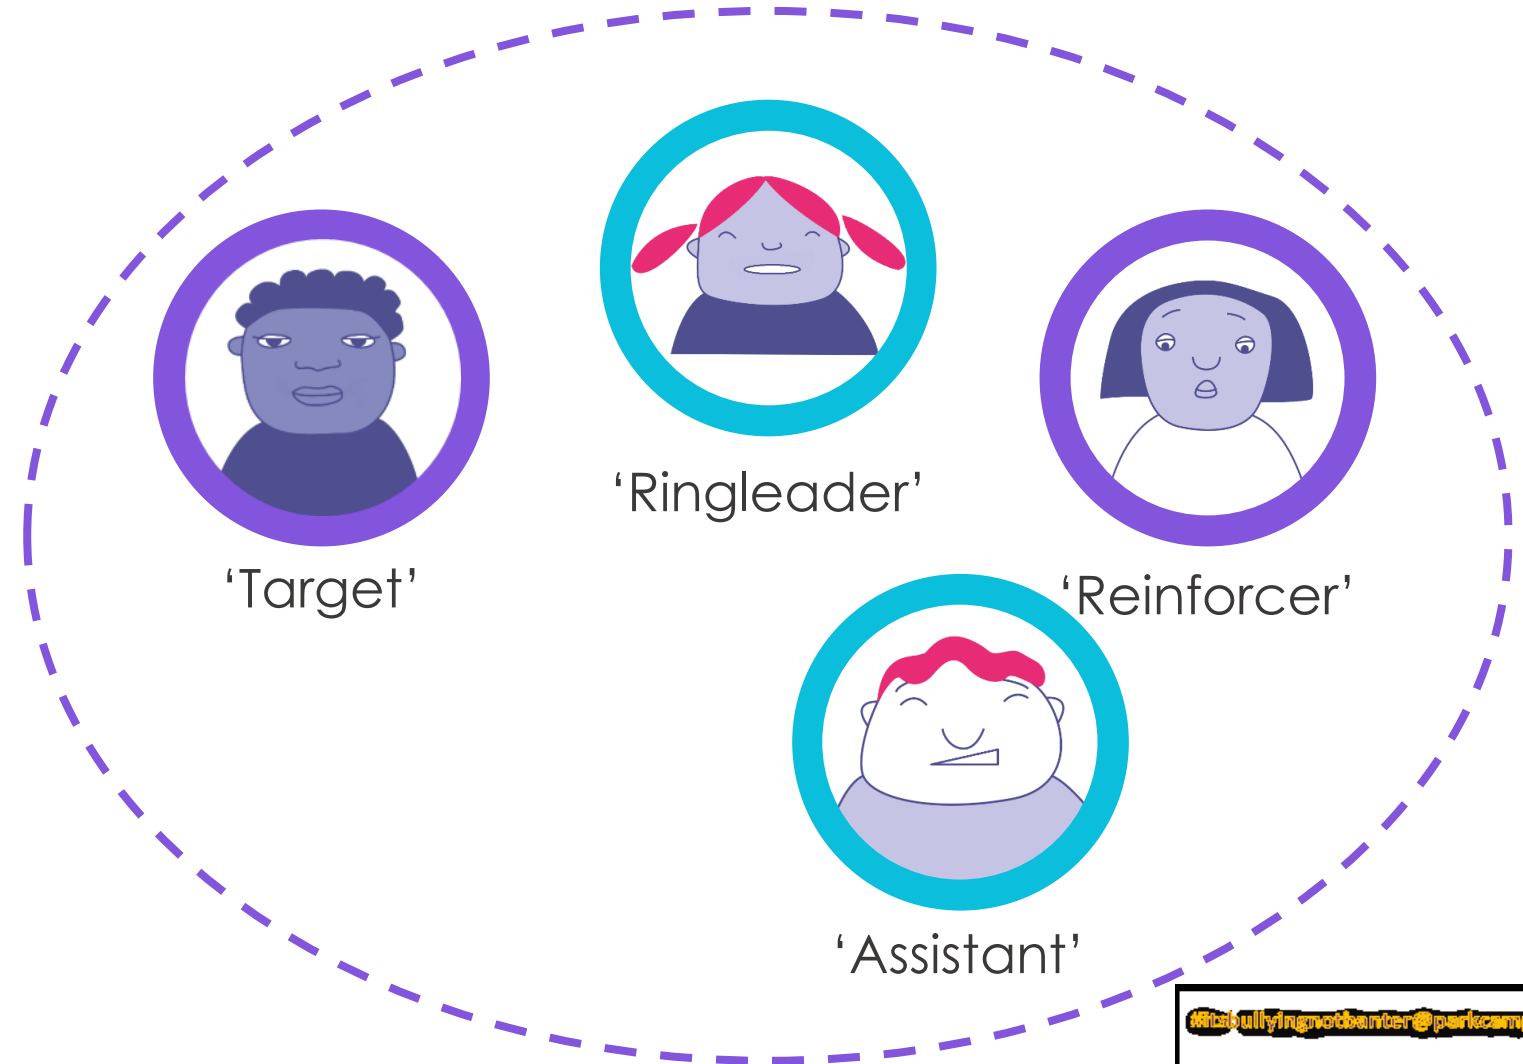 ‘Ringleader’
‘Target’
‘Reinforcer’
‘Assistant’
#itsbullyingnotbanter@parkcam